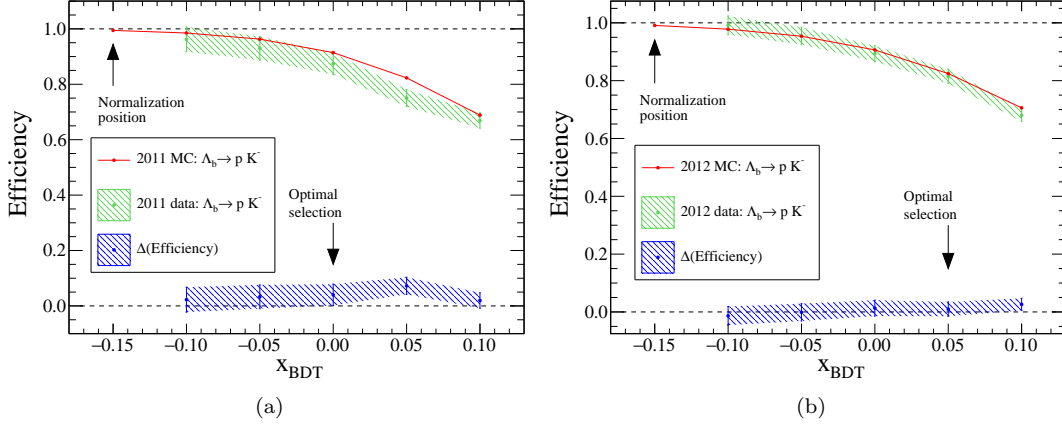 1.0
0.8
0.6
0.4
0.2
0.0
Efficiency
Normalization
position
2011 MC: Λb→ p K-
2011 data: Λb→ p K-
Δ(Efficiency)
Optimal
selection
−0.15 −0.10 −0.05 0.00 0.05 0.10
xBDT
(a)
1.0
0.8
0.6
0.4
0.2
0.0
Efficiency
Normalization
position
2012 MC: Λb→ p K-
2012 data: Λb→ p K-
Δ(Efficiency)
Optimal
selection
−0.15 −0.10 −0.05 0.00 0.05 0.10
xBDT
(b)